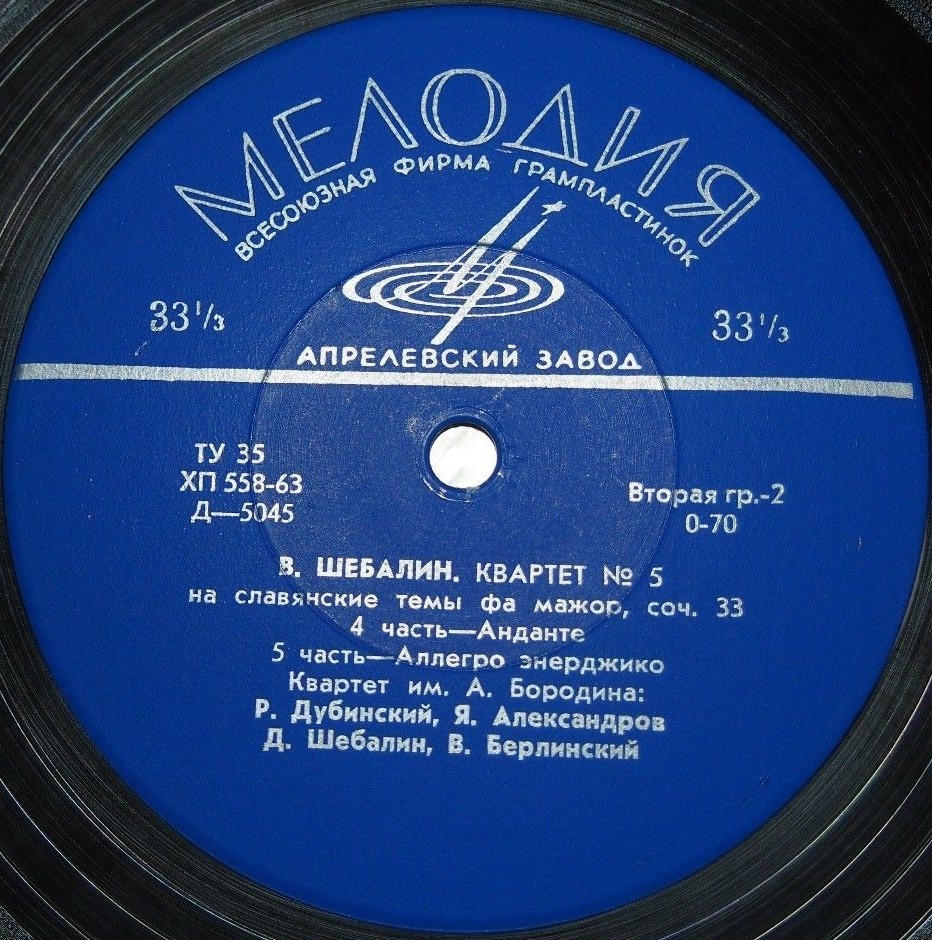 МЕЛОДИЯ
ВСЕСОЮЗНАЯ ФИРМА ГРАМПЛАСТИНОК
33⅓ 33⅓
АПРЕЛЕВСКИЙ ЗАВОД
ТУ 35
ХП 558-63
Д—5045
Вторая гр.-2
0-70
В. ШЕБАЛИН. КВАРТЕТ № 5
на славянские темы фа мажор, соч. 33
4 часть—Анданте
5 часть—Аллегро энерджико
Квартет им. А. Бородина:
Р. Дубинский, Я. Александров
Д. Шебалин, В. Берлинский